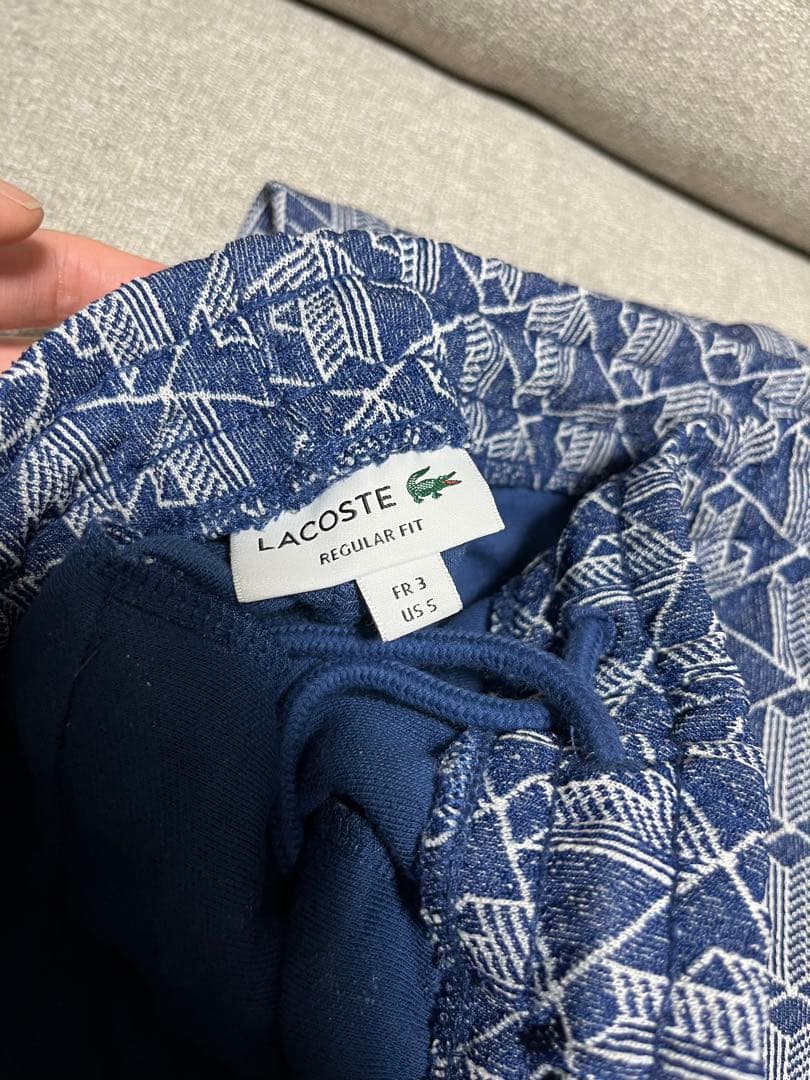 LACOSTE
REGULAR FIT
FR 3
US 5